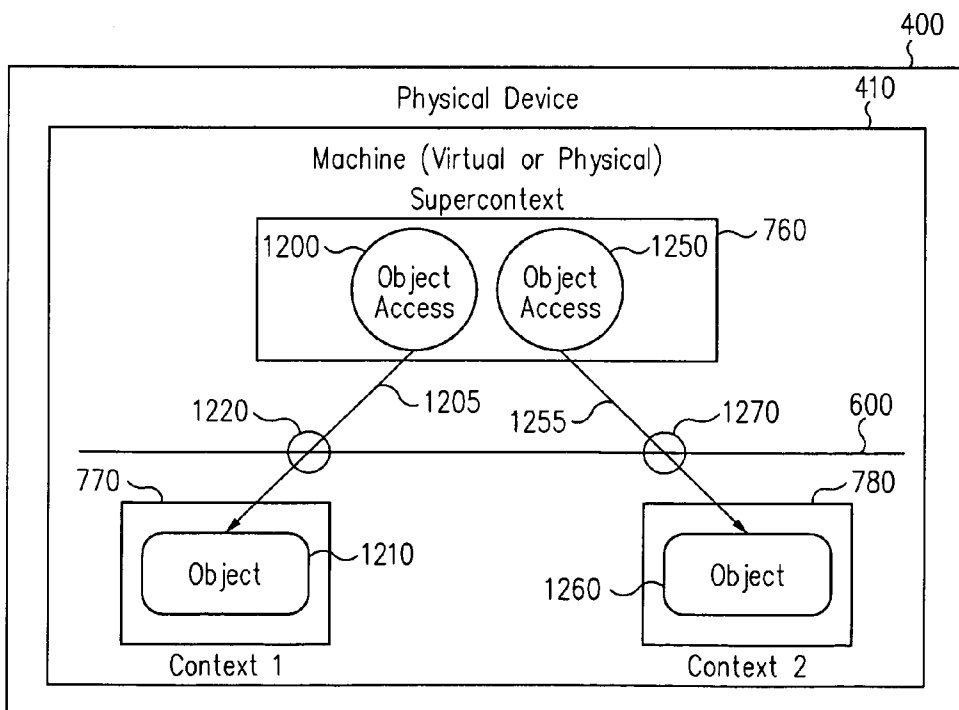 400
Physical Device
410
Machine (Virtual or Physical)
Supercontext
1200
1250
760
Object
Access
Object
Access
1205
1220
1255
1270
600
770
780
Object
1210
1260
Object
Context 1
Context 2